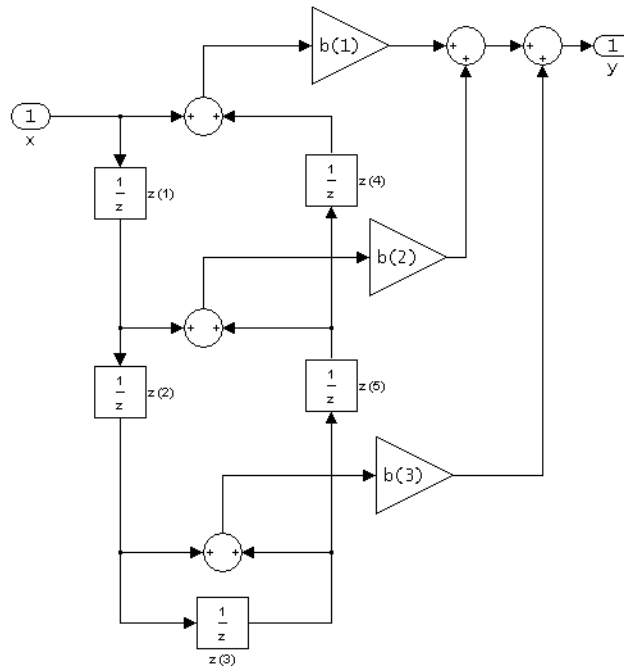 b(1)
+
+
+
+
1
y
1
x
+
+
1
z
z(1)
1
z
z(4)
b(2)
+
+
1
z
z(2)
1
z
z(5)
b(3)
+
+
1
z
z(3)